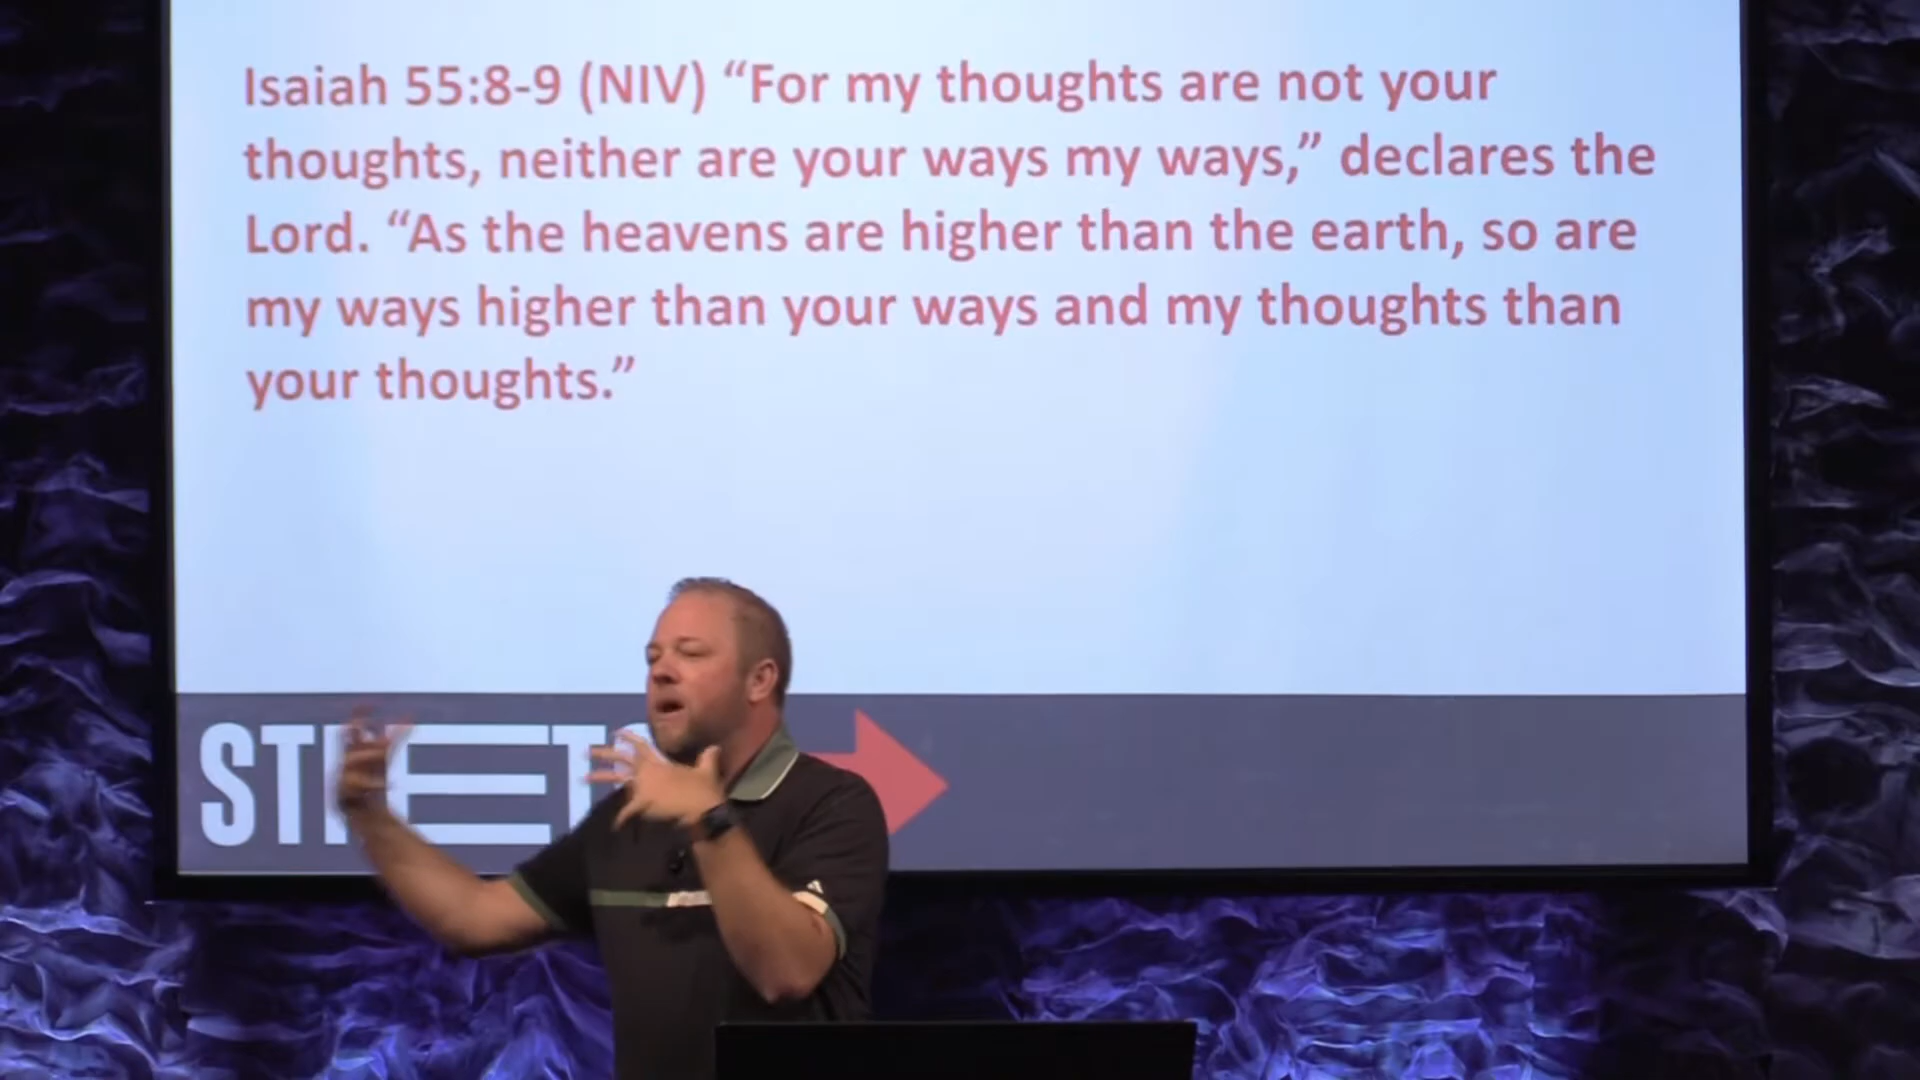 Isaiah 55:8-9 (NIV) “For my thoughts are not your
thoughts, neither are your ways my ways,” declares the
Lord. “As the heavens are higher than the earth, so are
my ways higher than your ways and my thoughts than
your thoughts.”